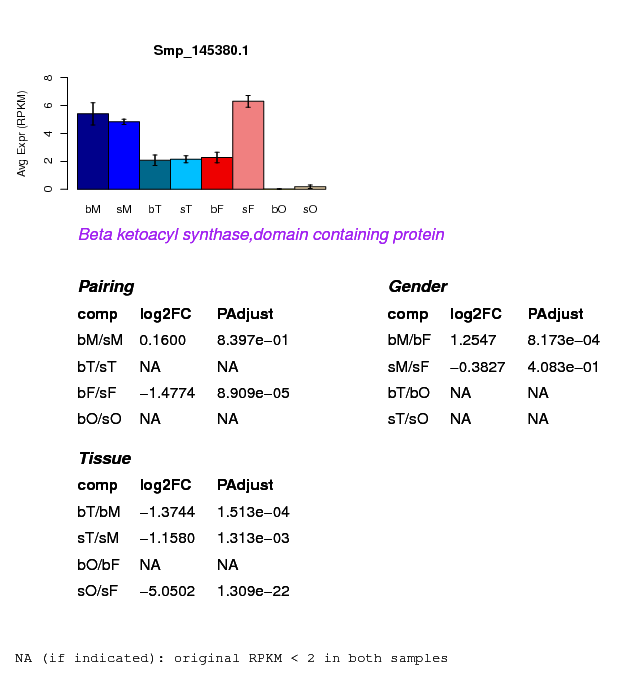 Smp_145380.1
Avg Expr (RPKM)
0 2 4 6 8
bM sM bT sT bF sF bO sO
Beta ketoacyl synthase,domain containing protein
Pairing
comp log2FC PAdjust
bM/sM 0.1600 8.397e−01
bT/sT NA NA
bF/sF −1.4774 8.909e−05
bO/sO NA NA
Gender
comp log2FC PAdjust
bM/bF 1.2547 8.173e−04
sM/sF −0.3827 4.083e−01
bT/bO NA NA
sT/sO NA NA
Tissue
comp log2FC PAdjust
bT/bM −1.3744 1.513e−04
sT/sM −1.1580 1.313e−03
bO/bF NA NA
sO/sF −5.0502 1.309e−22
NA (if indicated): original RPKM < 2 in both samples